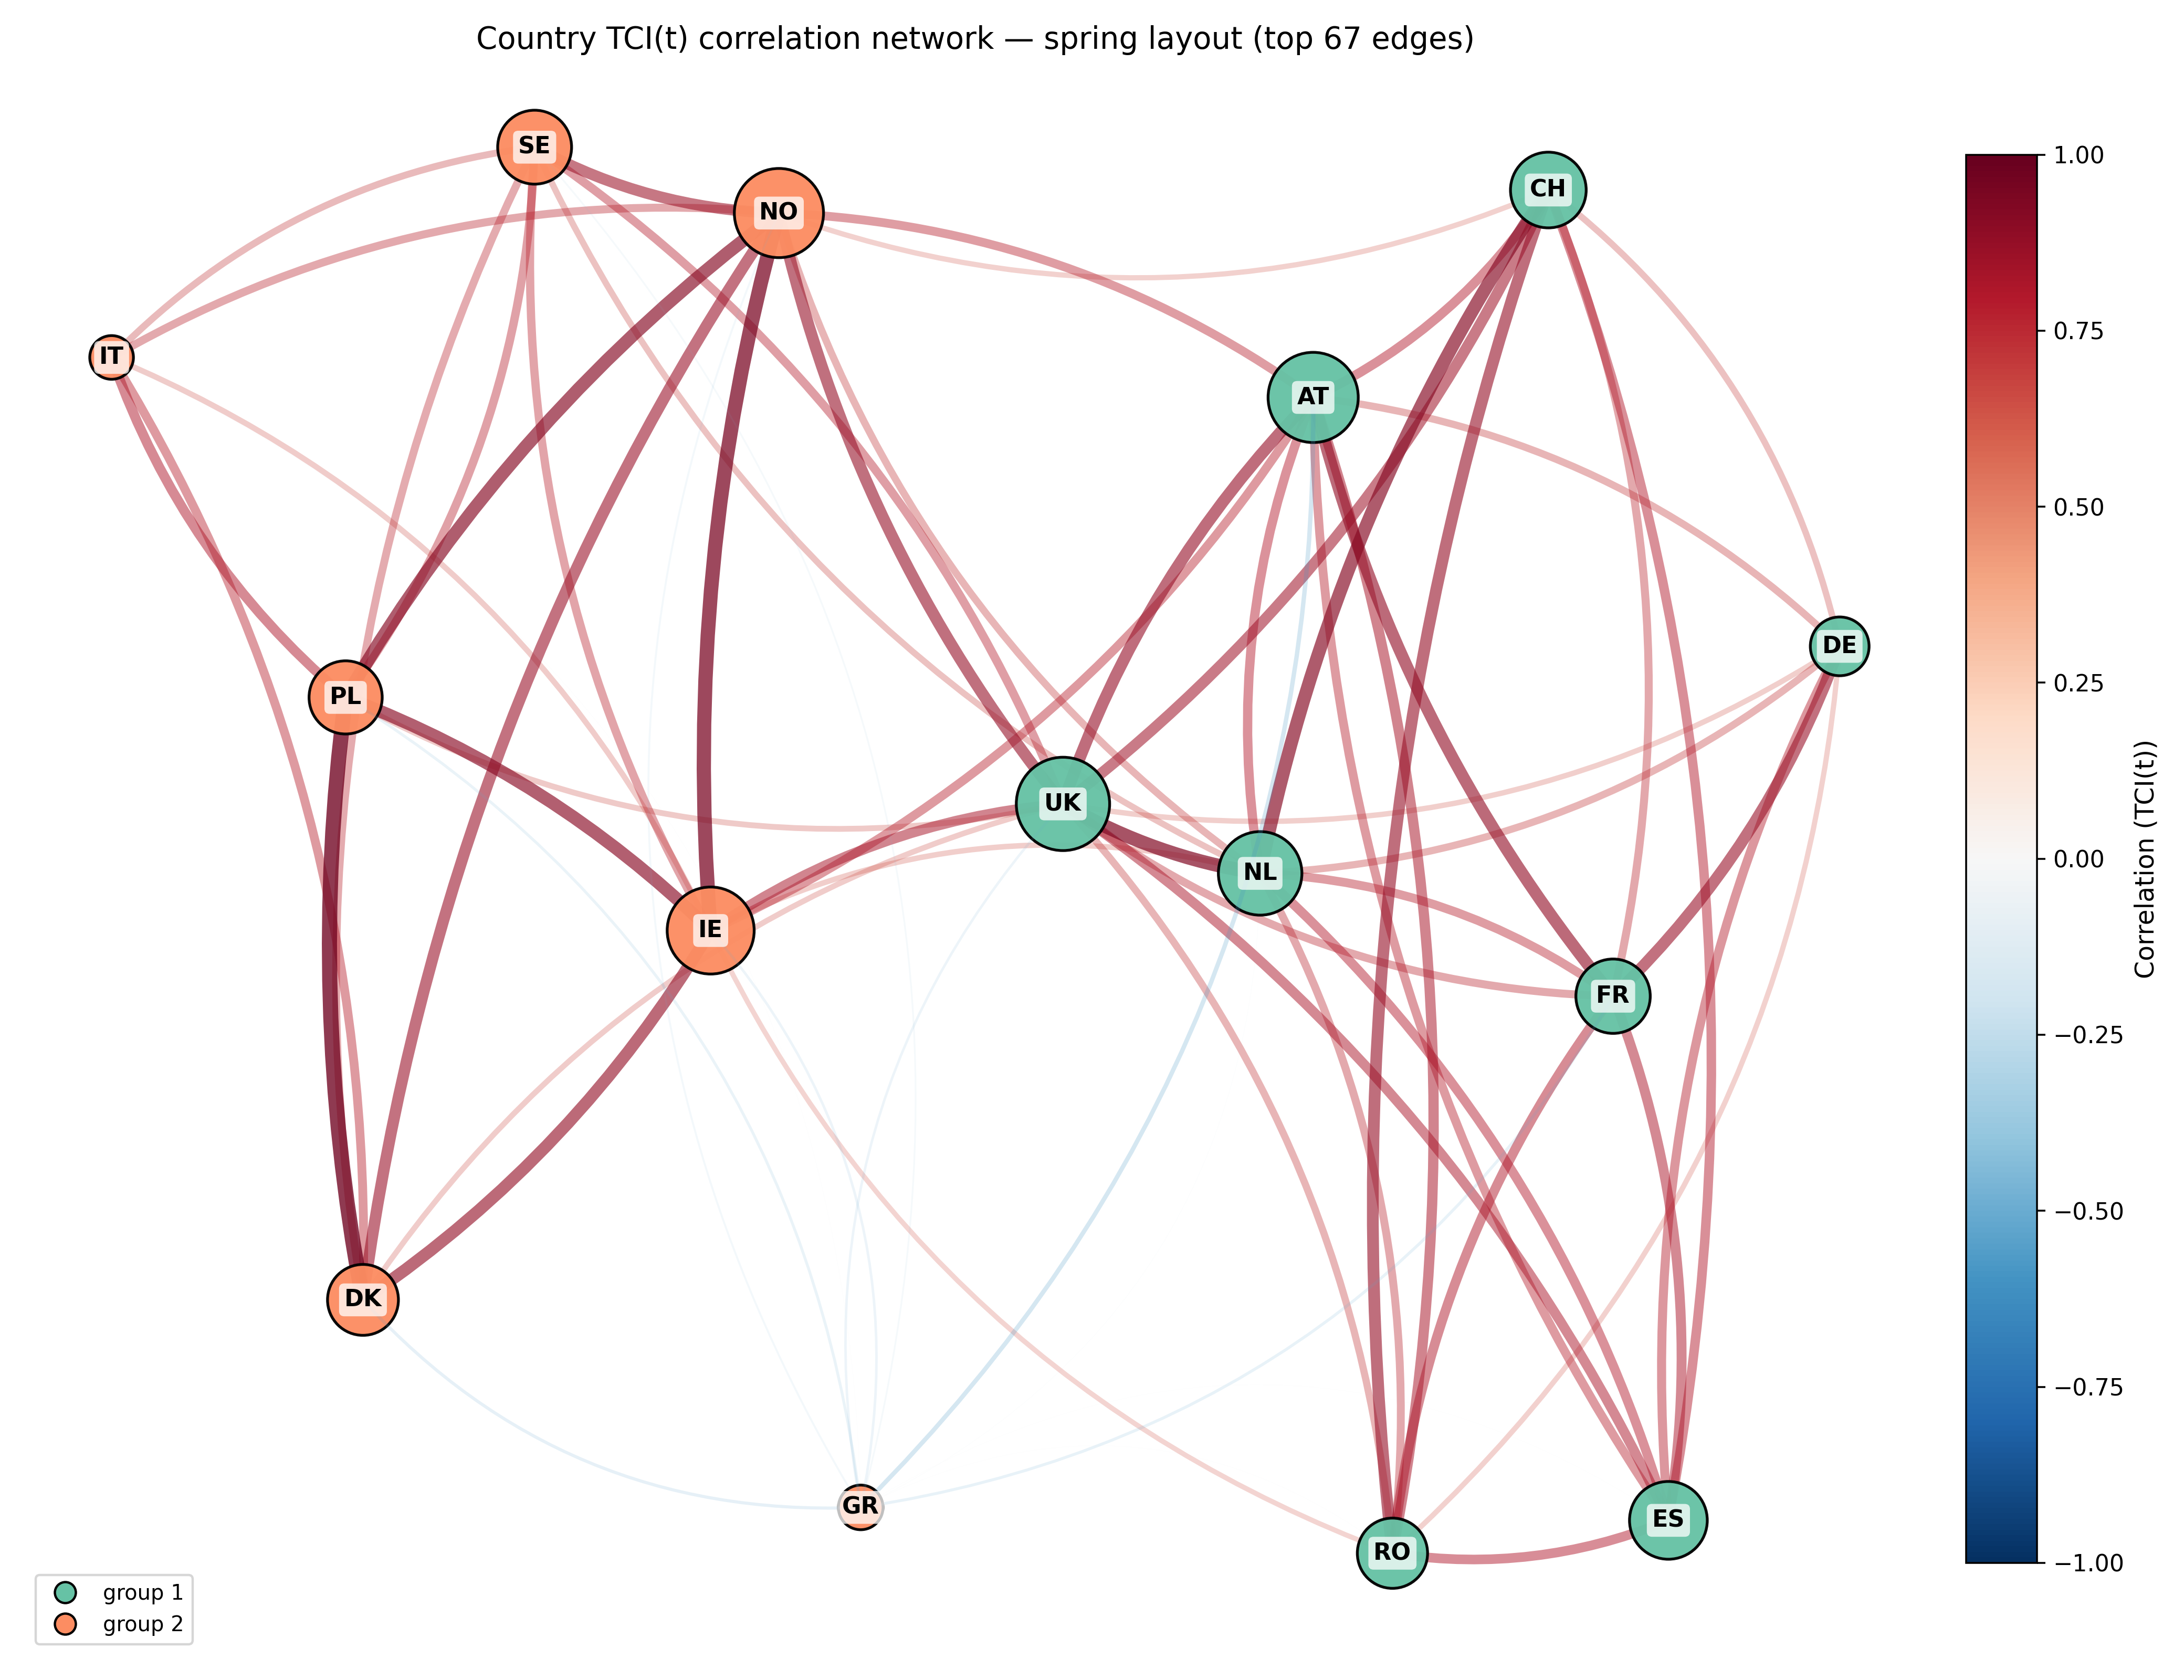 Country TCI(t) correlation network — spring layout (top 67 edges)
SE
NO
CH
IT
AT
DE
PL
UK
NL
IE
FR
DK
GR
RO
ES
group 1
group 2
1.00
0.75
0.50
0.25
0.00
−0.25
−0.50
−0.75
−1.00
Correlation (TCI(t))